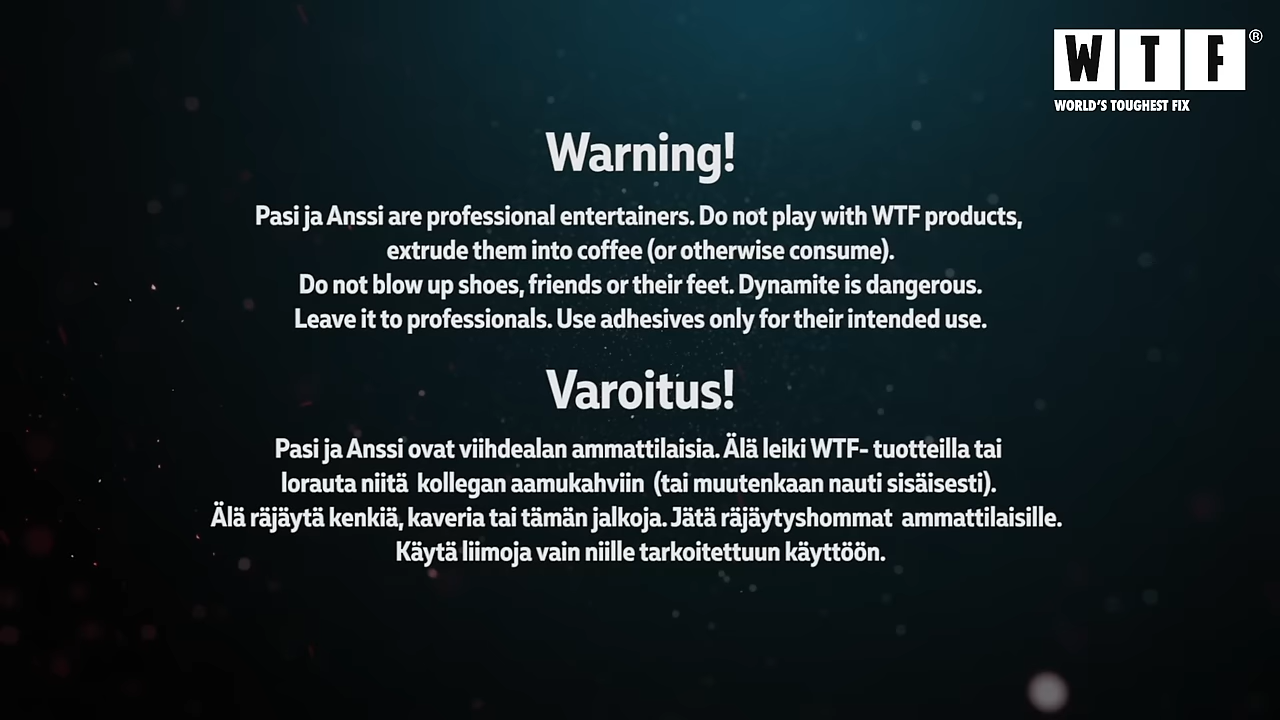 WTF®
WORLD'S TOUGHEST FIX
Warning!
Pasi ja Anssi are professional entertainers. Do not play with WTF products,
extrude them into coffee (or otherwise consume).
Do not blow up shoes, friends or their feet. Dynamite is dangerous.
Leave it to professionals. Use adhesives only for their intended use.
Varoitus!
Pasi ja Anssi ovat viihdealan ammattilaisia. Älä leiki WTF- tuotteilla tai
lorauta niitä kollegan aamukahviin (tai muutenkaan nauti sisäisesti).
Älä räjäytä kenkiä, kaveria tai tämän jalkoja. Jätä räjäytyshommat ammattilaisille.
Käytä liimoja vain niille tarkoitettuun käyttöön.